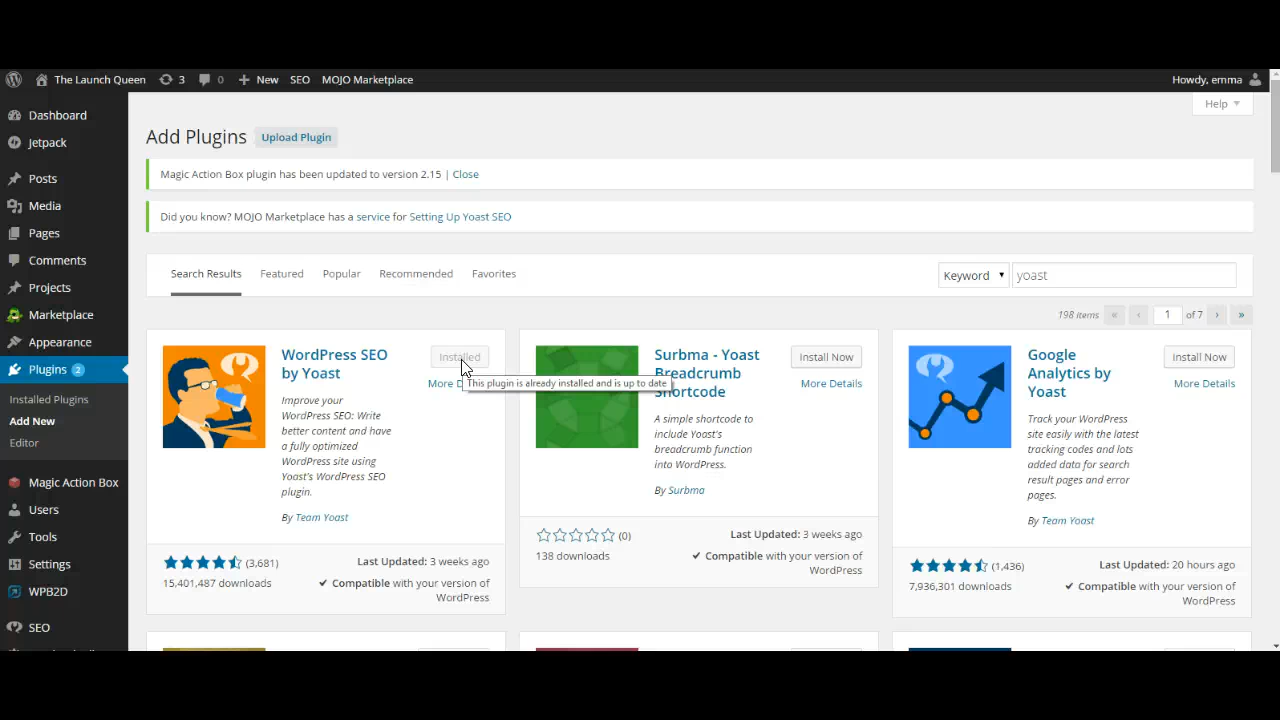 The Launch Queen 3 0 New SEO MOJO Marketplace Howdy, emma
Help
Dashboard
Jetpack
Posts
Media
Pages
Comments
Projects
Marketplace
Appearance
Plugins 2
Installed Plugins
Add New
Editor
Magic Action Box
Users
Tools
Settings
WPB2D
SEO
Add Plugins Upload Plugin
Magic Action Box plugin has been updated to version 2.15 | Close
Did you know? MOJO Marketplace has a service for Setting Up Yoast SEO
Search Results Featured Popular Recommended Favorites Keyword yoast
198 items « ‹ 1 of 7 › »
WordPress SEO
by Yoast
Installed
More D
This plugin is already installed and is up to date
Improve your
WordPress SEO: Write
better content and have
a fully optimized
WordPress site using
Yoast's WordPress SEO
plugin.
By Team Yoast
(3,681)
15,401,487 downloads
Last Updated: 3 weeks ago
Compatible with your version of
WordPress
Surbma - Yoast
Breadcrumb
Shortcode
Install Now
More Details
A simple shortcode to
include Yoast's
breadcrumb function
into WordPress.
By Surbma
(0)
138 downloads
Last Updated: 3 weeks ago
Compatible with your version of
WordPress
Google
Analytics by
Yoast
Install Now
More Details
Track your WordPress
site easily with the latest
tracking codes and lots
added data for search
result pages and error
pages.
By Team Yoast
(1,436)
7,936,301 downloads
Last Updated: 20 hours ago
Compatible with your version of
WordPress